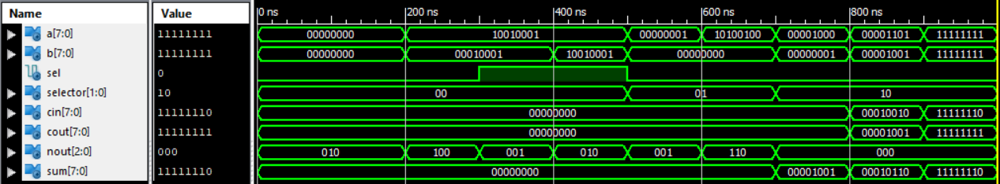 Name Value 0 ns 200 ns 400 ns 600 ns 800 ns
a[7:0] 11111111 00000000 10010001 00000001 10100100 00001000 00001101 11111111
b[7:0] 11111111 00000000 00010001 10010001 00000000 00000001 00001001 11111111
sel 0
selector[1:0] 10 00 01 10
cin[7:0] 11111110 00000000 00010010 11111110
cout[7:0] 11111111 00000000 00001001 11111111
nout[2:0] 000 010 100 001 010 001 110 000
sum[7:0] 11111110 00000000 00001001 00010110 11111110